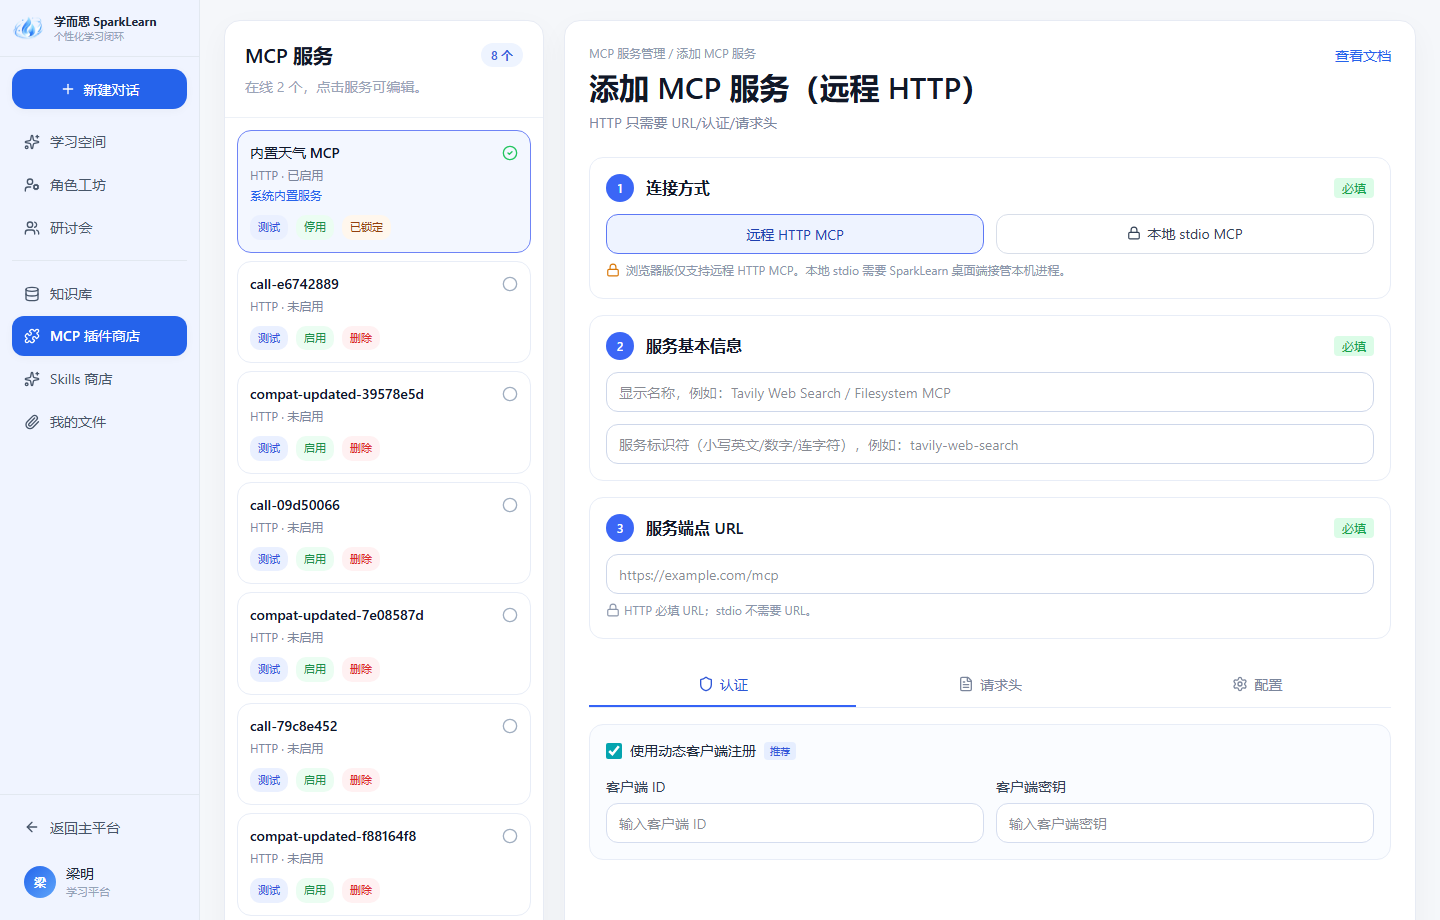 学而思 SparkLearn
个性化学习闭环
新建对话
学习空间
角色工坊
研讨会
知识库
MCP 插件商店
Skills 商店
我的文件
返回主平台
梁
梁明
学习平台
MCP 服务
8 个
在线 2 个，点击服务可编辑。
内置天气 MCP
HTTP · 已启用
系统内置服务
测试 停用 已锁定
call-e6742889
HTTP · 未启用
测试 启用 删除
compat-updated-39578e5d
HTTP · 未启用
测试 启用 删除
call-09d50066
HTTP · 未启用
测试 启用 删除
compat-updated-7e08587d
HTTP · 未启用
测试 启用 删除
call-79c8e452
HTTP · 未启用
测试 启用 删除
compat-updated-f88164f8
HTTP · 未启用
测试 启用 删除
MCP 服务管理 / 添加 MCP 服务
查看文档
添加 MCP 服务（远程 HTTP）
HTTP 只需要 URL/认证/请求头
1 连接方式 必填
远程 HTTP MCP 本地 stdio MCP
浏览器版仅支持远程 HTTP MCP。本地 stdio 需要 SparkLearn 桌面端接管本机进程。
2 服务基本信息 必填
显示名称，例如：Tavily Web Search / Filesystem MCP
服务标识符（小写英文/数字/连字符），例如：tavily-web-search
3 服务端点 URL 必填
https://example.com/mcp
HTTP 必填 URL；stdio 不需要 URL。
认证 请求头 配置
使用动态客户端注册 推荐
客户端 ID 客户端密钥
输入客户端 ID 输入客户端密钥